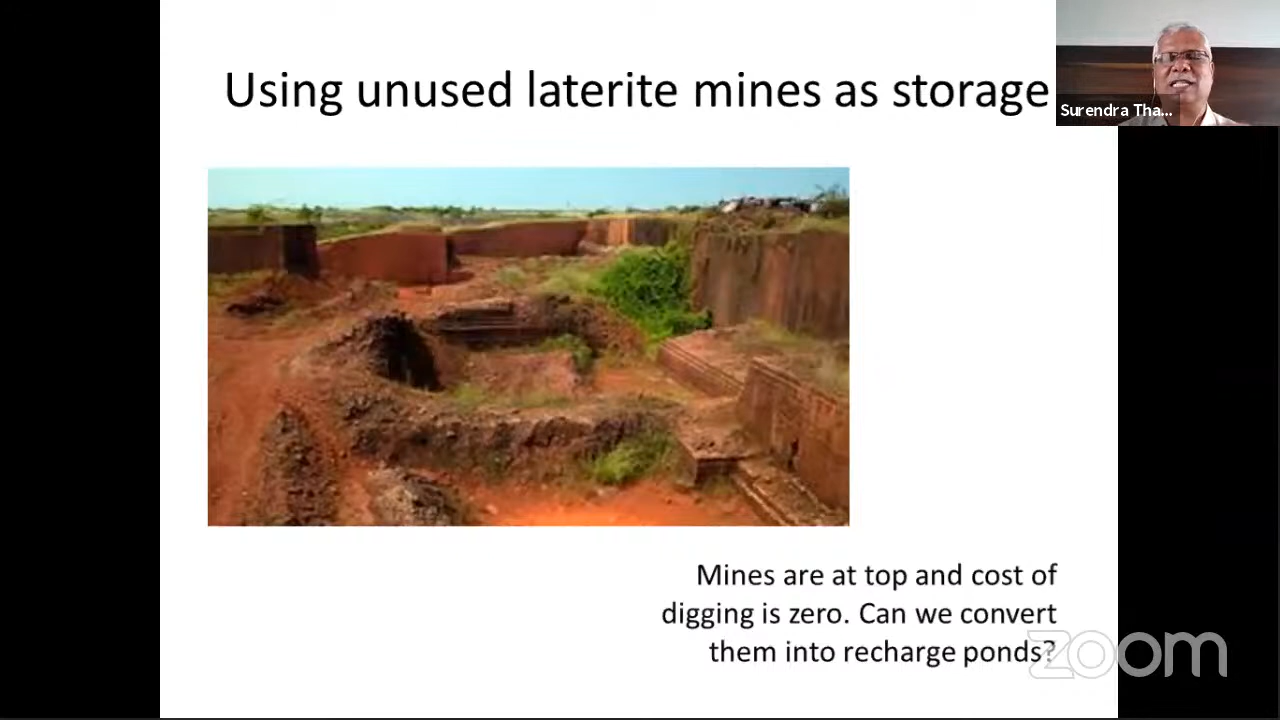 Using unused laterite mines as storage
Surendra Tha...
Mines are at top and cost of
digging is zero. Can we convert
them into recharge ponds?
zoom